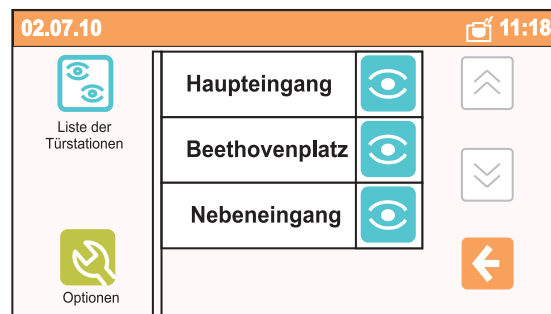 02.07.10
11:18
Haupteingang
Liste der
Türstationen
Beethovenplatz
Nebeneingang
Optionen